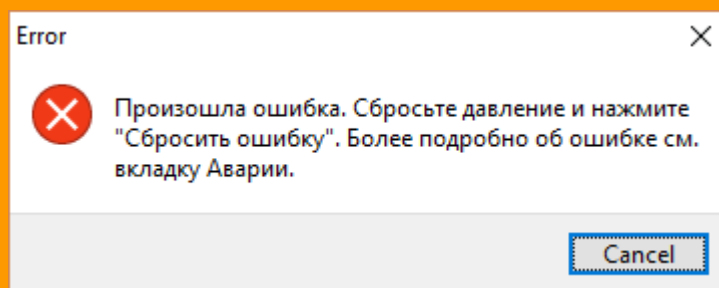 Error
Произошла ошибка. Сбросьте давление и нажмите
"Сбросить ошибку". Более подробно об ошибке см.
вкладку Аварии.
Cancel